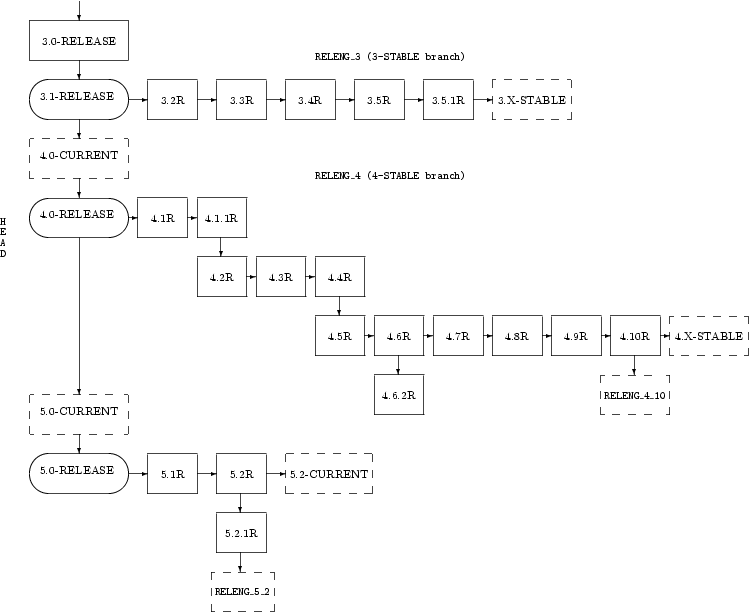 3.0-RELEASE
RELENG_3 (3-STABLE branch)
3.1-RELEASE
3.2R
3.3R
3.4R
3.5R
3.5.1R
3.X-STABLE
4.0-CURRENT
RELENG_4 (4-STABLE branch)
H
E
A
D
4.0-RELEASE
4.1R
4.1.1R
4.2R
4.3R
4.4R
4.5R
4.6R
4.7R
4.8R
4.9R
4.10R
4.X-STABLE
4.6.2R
RELENG_4_10
5.0-CURRENT
5.0-RELEASE
5.1R
5.2R
5.2-CURRENT
5.2.1R
RELENG_5_2